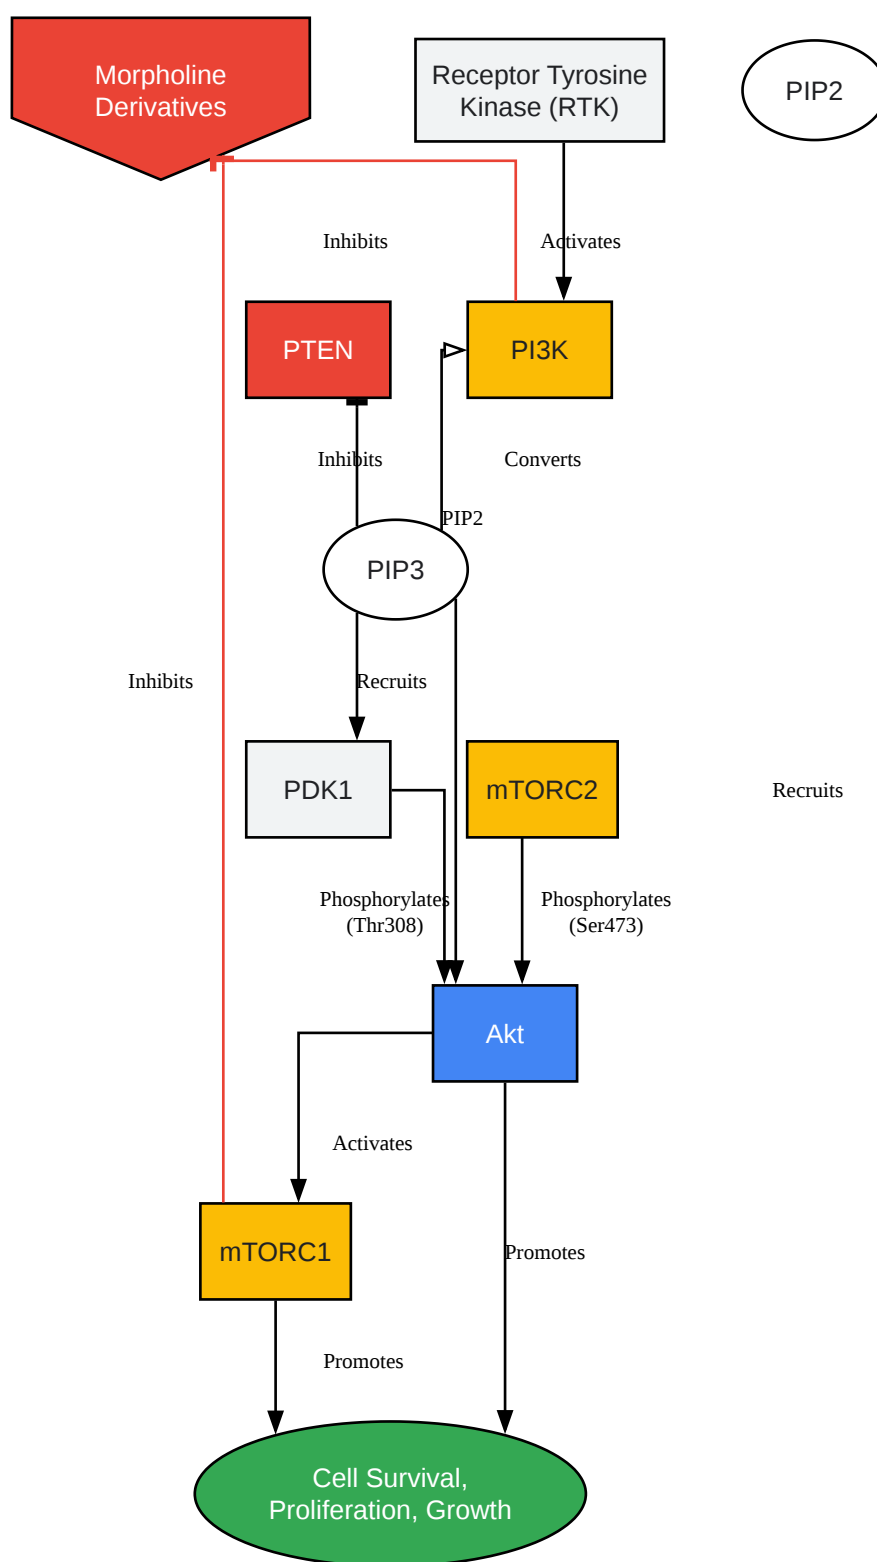 Morpholine
Derivatives
Receptor Tyrosine
Kinase (RTK)
PIP2
Inhibits
Activates
PTEN
PI3K
Inhibits
Converts
PIP2
PIP3
Inhibits
Recruits
PDK1
mTORC2
Recruits
Phosphorylates
(Thr308)
Phosphorylates
(Ser473)
Akt
Activates
mTORC1
Promotes
Promotes
Cell Survival,
Proliferation, Growth